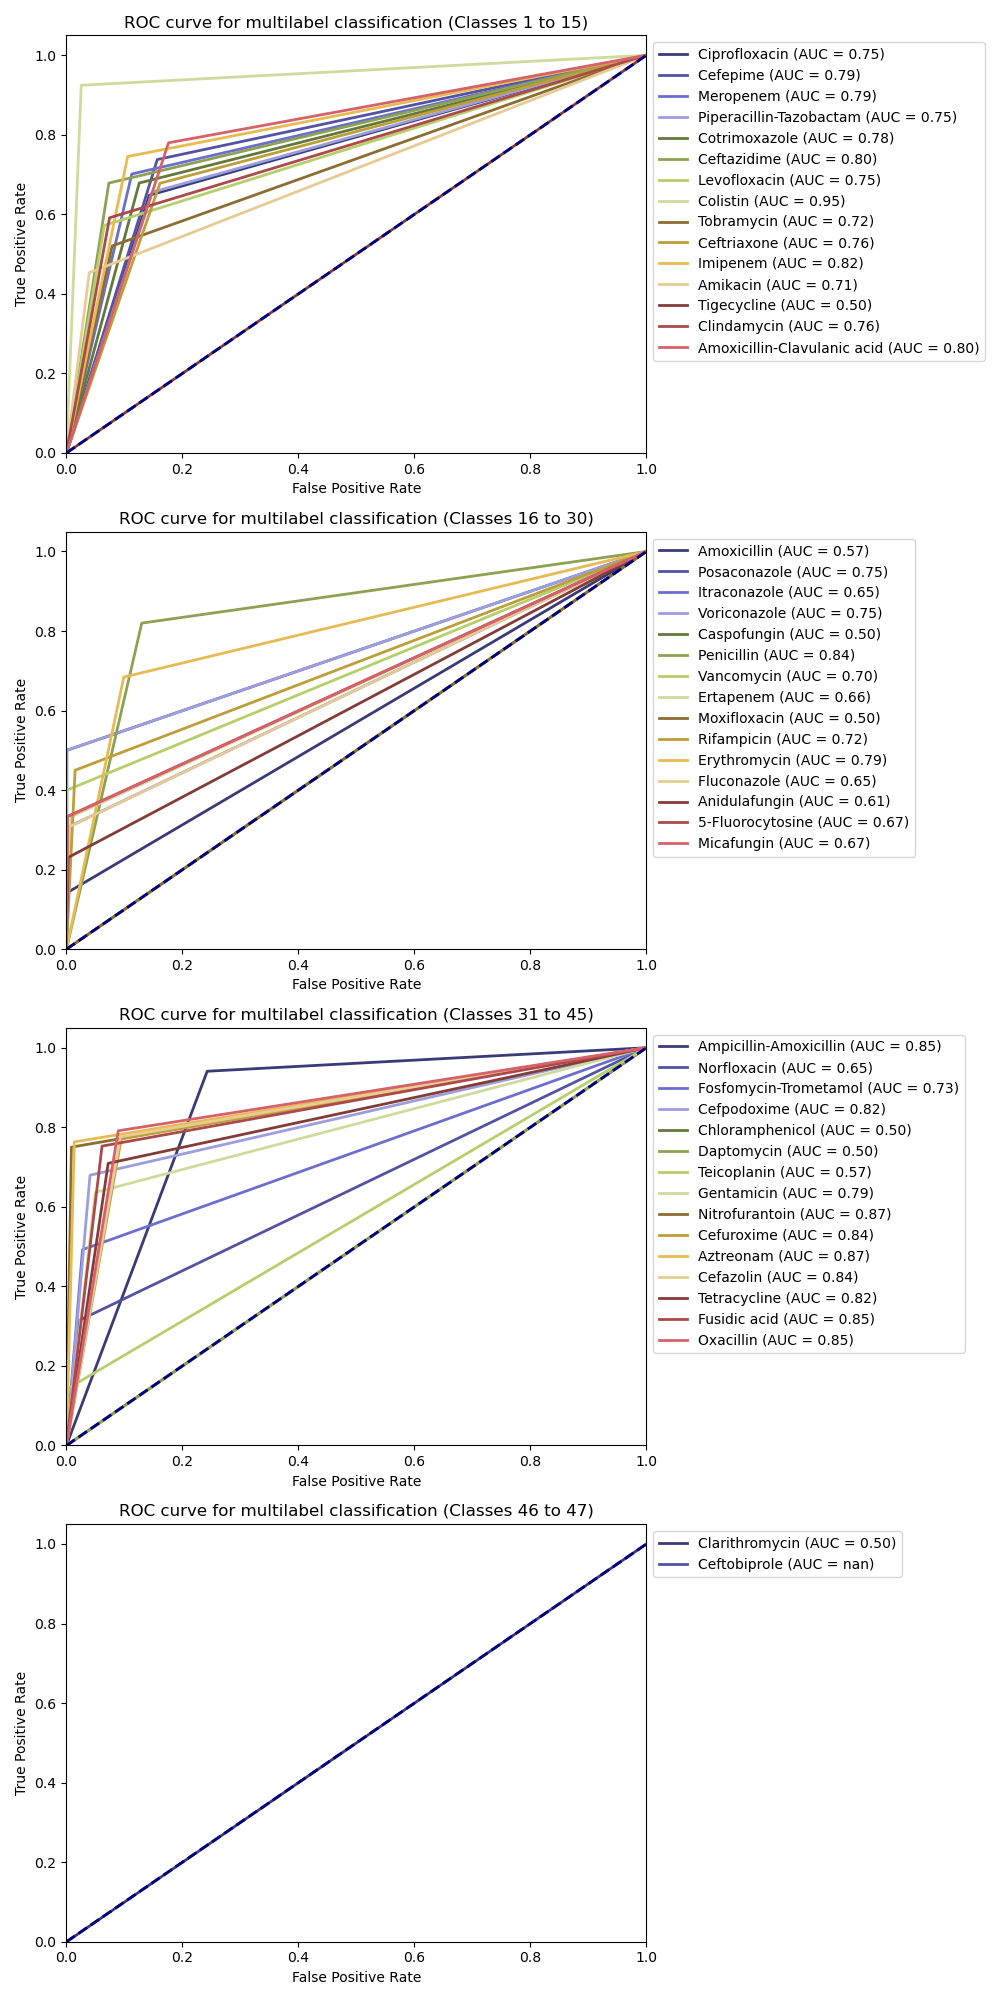 ROC curve for multilabel classification (Classes 1 to 15)
True Positive Rate
1.0
0.8
0.6
0.4
0.2
0.0
0.0 0.2 0.4 0.6 0.8 1.0
False Positive Rate
Ciprofloxacin (AUC = 0.75)
Cefepime (AUC = 0.79)
Meropenem (AUC = 0.79)
Piperacillin-Tazobactam (AUC = 0.75)
Cotrimoxazole (AUC = 0.78)
Ceftazidime (AUC = 0.80)
Levofloxacin (AUC = 0.75)
Colistin (AUC = 0.95)
Tobramycin (AUC = 0.72)
Ceftriaxone (AUC = 0.76)
Imipenem (AUC = 0.82)
Amikacin (AUC = 0.71)
Tigecycline (AUC = 0.50)
Clindamycin (AUC = 0.76)
Amoxicillin-Clavulanic acid (AUC = 0.80)
ROC curve for multilabel classification (Classes 16 to 30)
True Positive Rate
1.0
0.8
0.6
0.4
0.2
0.0
0.0 0.2 0.4 0.6 0.8 1.0
False Positive Rate
Amoxicillin (AUC = 0.57)
Posaconazole (AUC = 0.75)
Itraconazole (AUC = 0.65)
Voriconazole (AUC = 0.75)
Caspofungin (AUC = 0.50)
Penicillin (AUC = 0.84)
Vancomycin (AUC = 0.70)
Ertapenem (AUC = 0.66)
Moxifloxacin (AUC = 0.50)
Rifampicin (AUC = 0.72)
Erythromycin (AUC = 0.79)
Fluconazole (AUC = 0.65)
Anidulafungin (AUC = 0.61)
5-Fluorocytosine (AUC = 0.67)
Micafungin (AUC = 0.67)
ROC curve for multilabel classification (Classes 31 to 45)
True Positive Rate
1.0
0.8
0.6
0.4
0.2
0.0
0.0 0.2 0.4 0.6 0.8 1.0
False Positive Rate
Ampicillin-Amoxicillin (AUC = 0.85)
Norfloxacin (AUC = 0.65)
Fosfomycin-Trometamol (AUC = 0.73)
Cefpodoxime (AUC = 0.82)
Chloramphenicol (AUC = 0.50)
Daptomycin (AUC = 0.50)
Teicoplanin (AUC = 0.57)
Gentamicin (AUC = 0.79)
Nitrofurantoin (AUC = 0.87)
Cefuroxime (AUC = 0.84)
Aztreonam (AUC = 0.87)
Cefazolin (AUC = 0.84)
Tetracycline (AUC = 0.82)
Fusidic acid (AUC = 0.85)
Oxacillin (AUC = 0.85)
ROC curve for multilabel classification (Classes 46 to 47)
True Positive Rate
1.0
0.8
0.6
0.4
0.2
0.0
0.0 0.2 0.4 0.6 0.8 1.0
False Positive Rate
Clarithromycin (AUC = 0.50)
Ceftobiprole (AUC = nan)